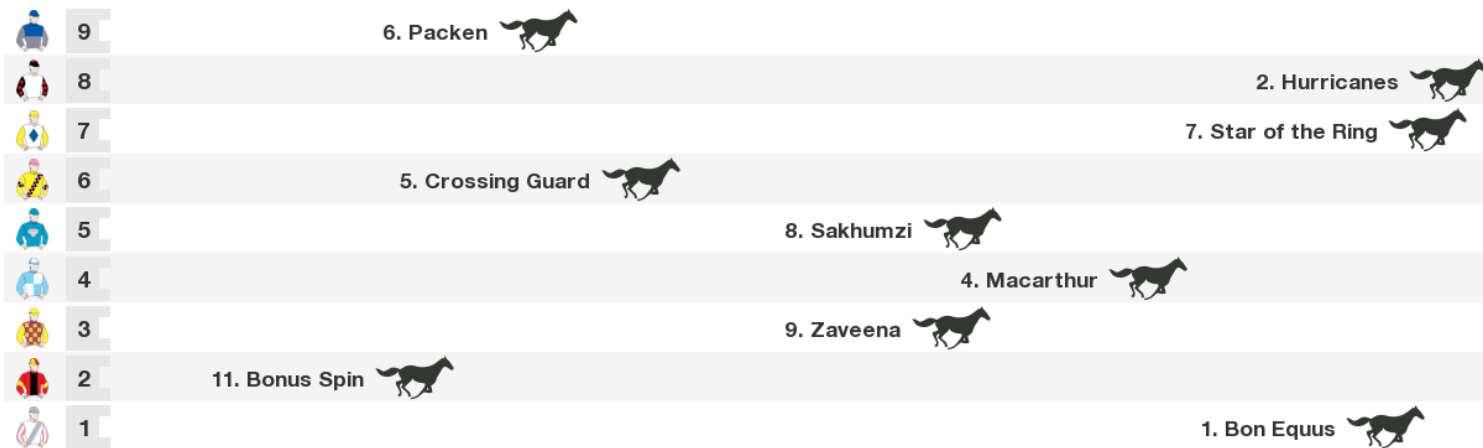 9 6. Packen
8 2. Hurricanes
7 7. Star of the Ring
6 5. Crossing Guard
5 8. Sakhumzi
4 4. Macarthur
3 9. Zaveena
2 11. Bonus Spin
1 1. Bon Equus